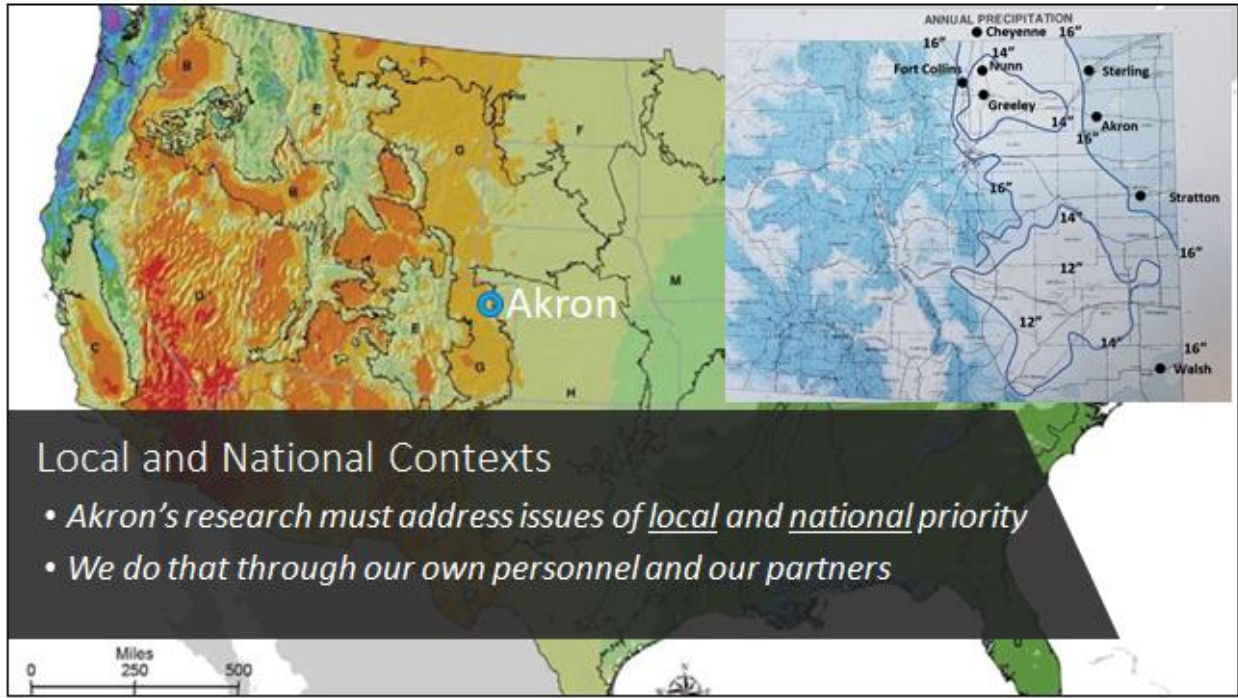 ANNUAL PRECIPITATION
16”
Cheyenne
16”
14”
Fort Collins
Nunn
Sterling
Greeley
14”
Akron
16”
16”
Stratton
14”
16”
12”
12”
14”
16”
Walsh
A
B
F
E
F
A
G
B
D
E
M
C
G
H
Akron
Local and National Contexts
• Akron’s research must address issues of local and national priority
• We do that through our own personnel and our partners
Miles
0 250 500
N